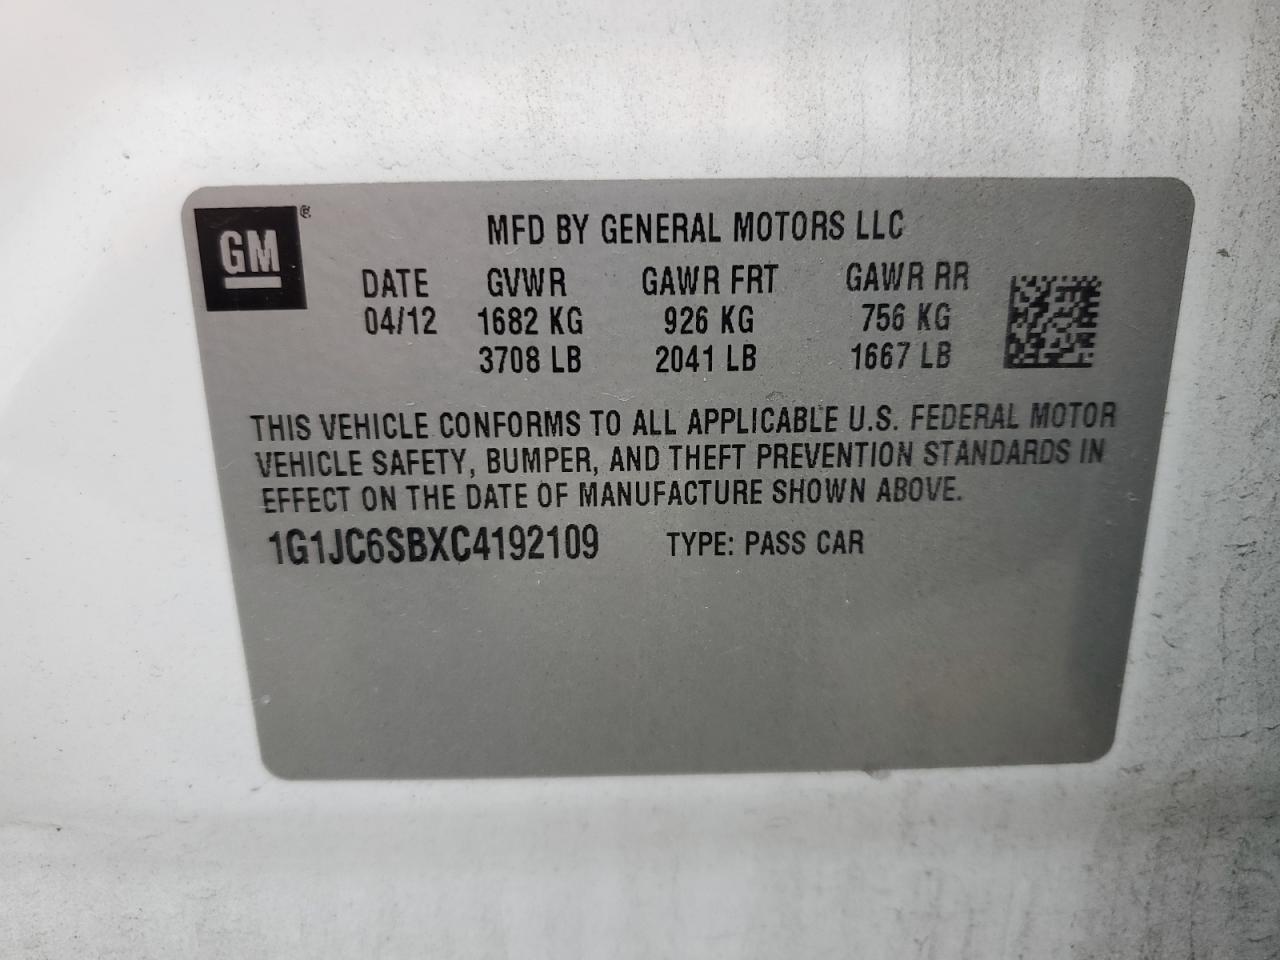 GM ®
MFD BY GENERAL MOTORS LLC
DATE GVWR GAWR FRT GAWR RR
04/12 1682 KG 926 KG 756 KG
3708 LB 2041 LB 1667 LB
THIS VEHICLE CONFORMS TO ALL APPLICABLE U.S. FEDERAL MOTOR
VEHICLE SAFETY, BUMPER, AND THEFT PREVENTION STANDARDS IN
EFFECT ON THE DATE OF MANUFACTURE SHOWN ABOVE.
1G1JC6SBXC4192109 TYPE: PASS CAR